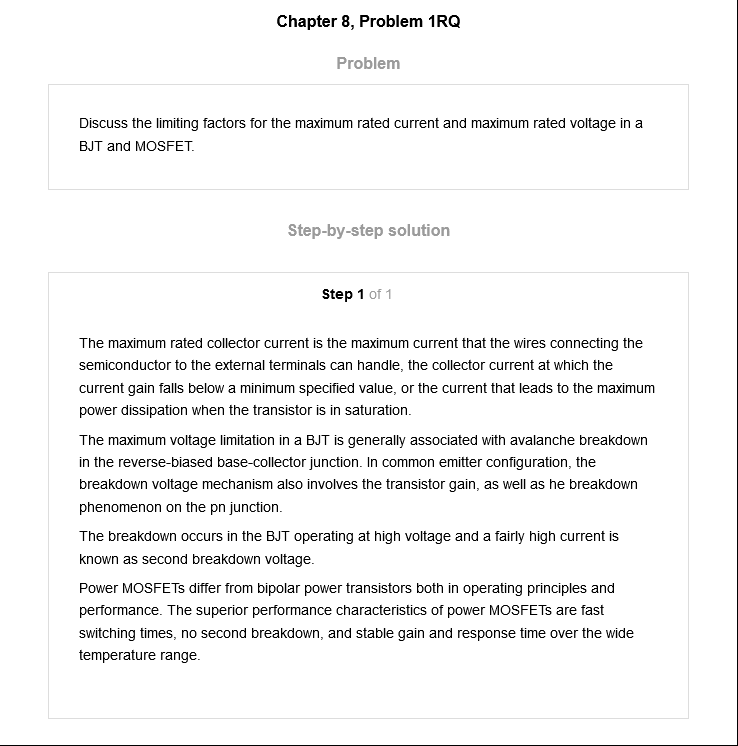 Chapter 8, Problem 1RQ
Problem
Discuss the limiting factors for the maximum rated current and maximum rated voltage in a
BJT and MOSFET.
Step-by-step solution
Step 1 of 1
The maximum rated collector current is the maximum current that the wires connecting the
semiconductor to the external terminals can handle, the collector current at which the
current gain falls below a minimum specified value, or the current that leads to the maximum
power dissipation when the transistor is in saturation.
The maximum voltage limitation in a BJT is generally associated with avalanche breakdown
in the reverse-biased base-collector junction. In common emitter configuration, the
breakdown voltage mechanism also involves the transistor gain, as well as he breakdown
phenomenon on the pn junction.
The breakdown occurs in the BJT operating at high voltage and a fairly high current is
known as second breakdown voltage.
Power MOSFETs differ from bipolar power transistors both in operating principles and
performance. The superior performance characteristics of power MOSFETs are fast
switching times, no second breakdown, and stable gain and response time over the wide
temperature range.